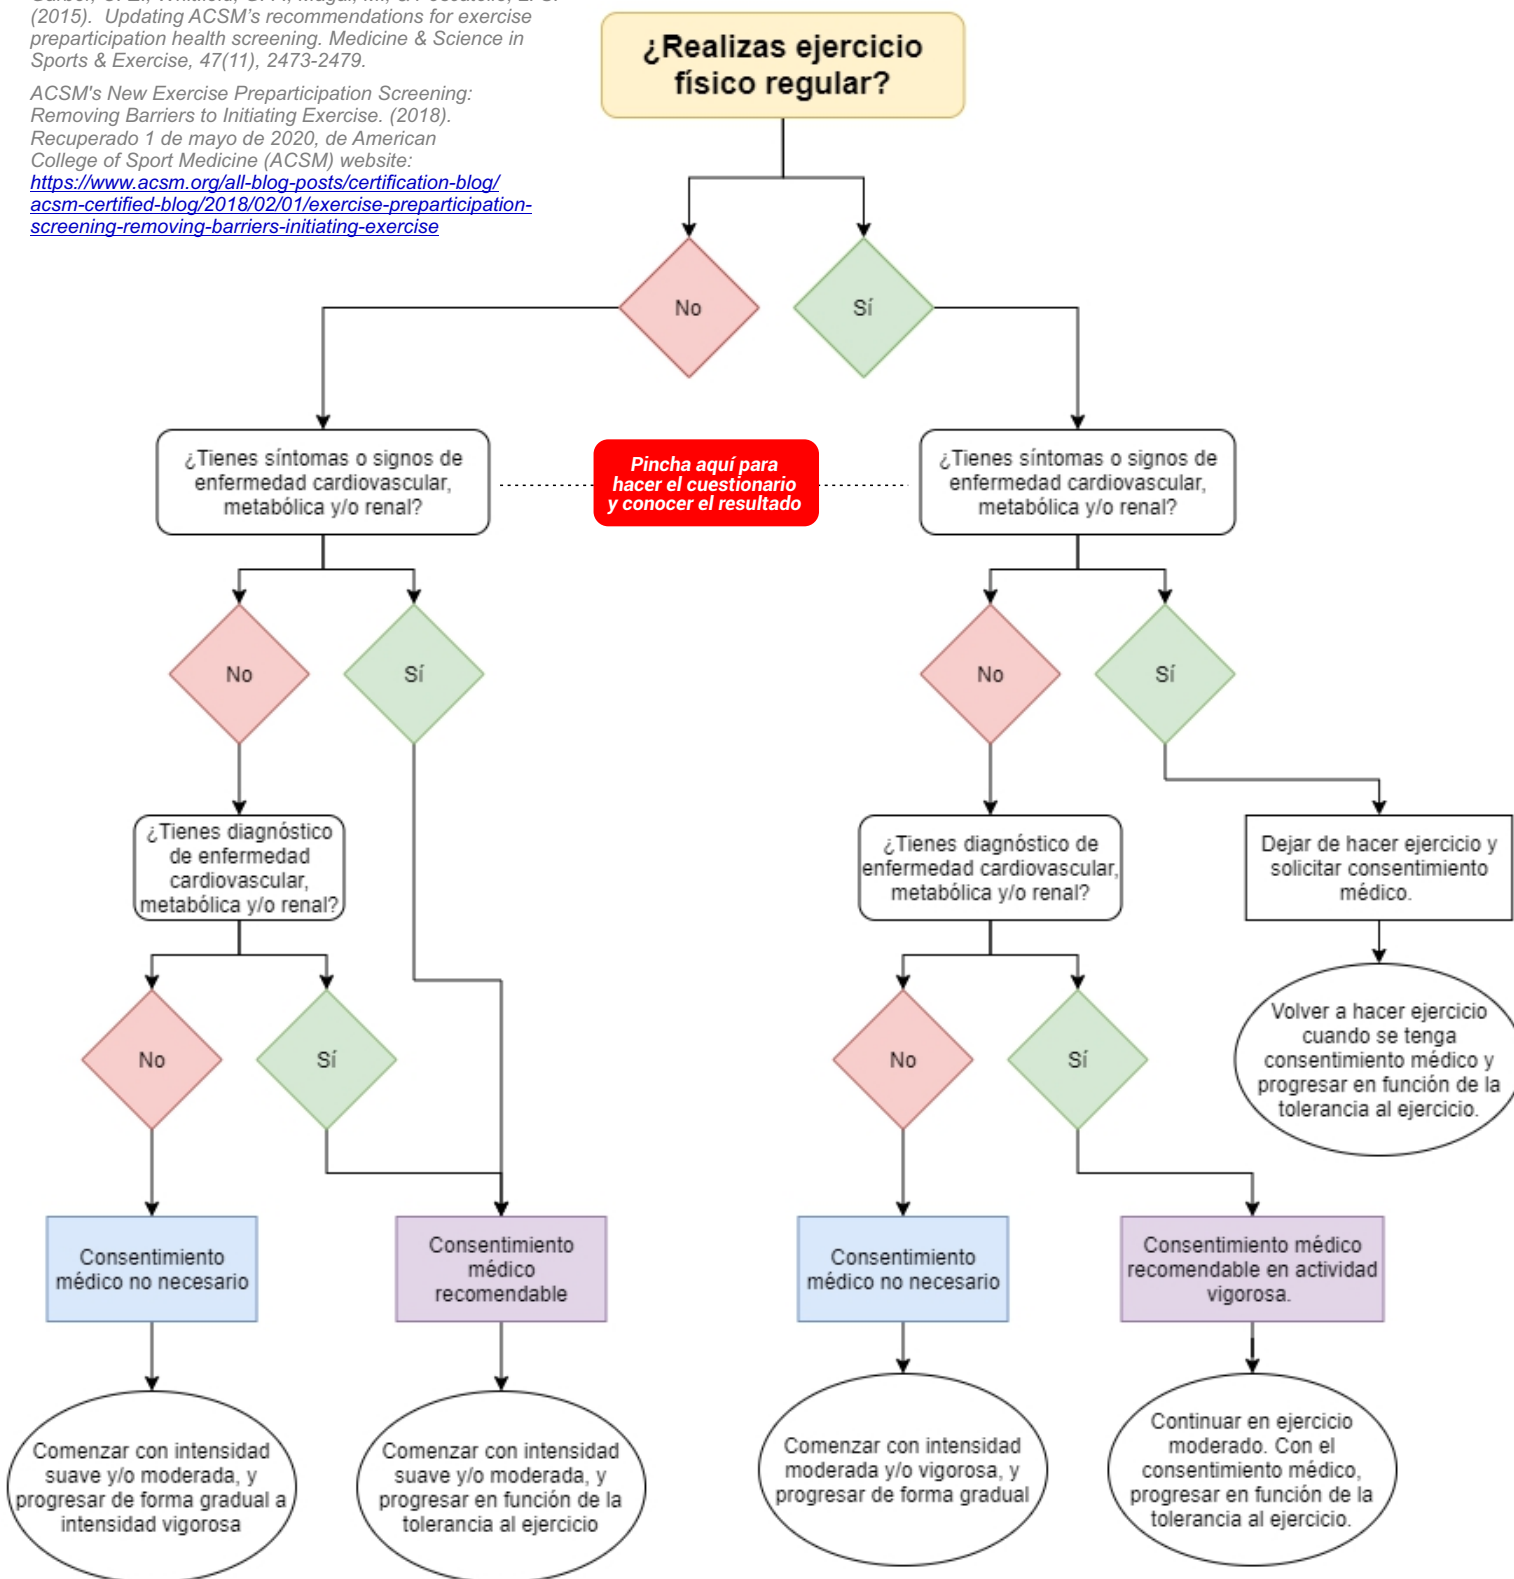 (2015). Updating ACSM's recommendations for exercise
preparticipation health screening. Medicine & Science in
Sports & Exercise, 47(11), 2473-2479.
ACSM's New Exercise Preparticipation Screening:
Removing Barriers to Initiating Exercise. (2018).
Recuperado 1 de mayo de 2020, de American
College of Sport Medicine (ACSM) website:
https://www.acsm.org/all-blog-posts/certification-blog/
acsm-certified-blog/2018/02/01/exercise-preparticipation-
screening-removing-barriers-initiating-exercise
¿Realizas ejercicio
físico regular?
No
Sí
¿Tienes síntomas o signos de
enfermedad cardiovascular,
metabólica y/o renal?
Pincha aquí para
hacer el cuestionario
y conocer el resultado
¿Tienes síntomas o signos de
enfermedad cardiovascular,
metabólica y/o renal?
No
Sí
No
Sí
¿Tienes diagnóstico
de enfermedad
cardiovascular,
metabólica y/o renal?
¿Tienes diagnóstico de
enfermedad cardiovascular,
metabólica y/o renal?
Dejar de hacer ejercicio y
solicitar consentimiento
médico.
No
Sí
No
Sí
Volver a hacer ejercicio
cuando se tenga
consentimiento médico y
progresar en función de la
tolerancia al ejercicio.
Consentimiento
médico no necesario
Consentimiento
médico
recomendable
Consentimiento
médico no necesario
Consentimiento médico
recomendable en actividad
vigorosa.
Comenzar con intensidad
suave y/o moderada, y
progresar de forma gradual a
intensidad vigorosa
Comenzar con intensidad
suave y/o moderada, y
progresar en función de la
tolerancia al ejercicio
Comenzar con intensidad
moderada y/o vigorosa, y
progresar de forma gradual
Continuar en ejercicio
moderado. Con el
consentimiento médico,
progresar en función de la
tolerancia al ejercicio.